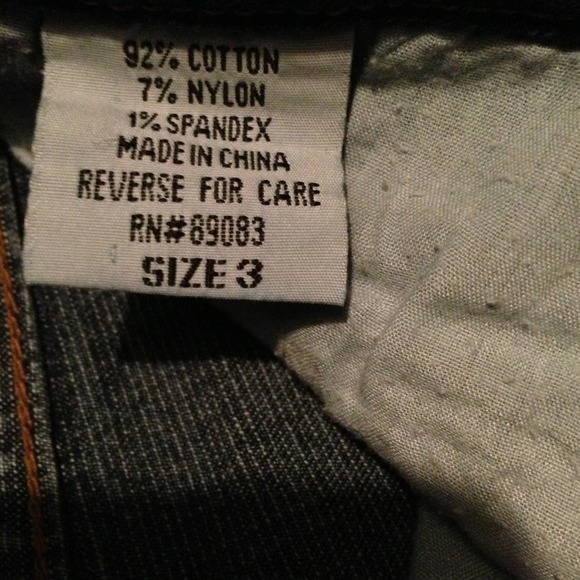 92% COTTON
7% NYLON
1% SPANDEX
MADE IN CHINA
REVERSE FOR CARE
RN#89083
SIZE 3